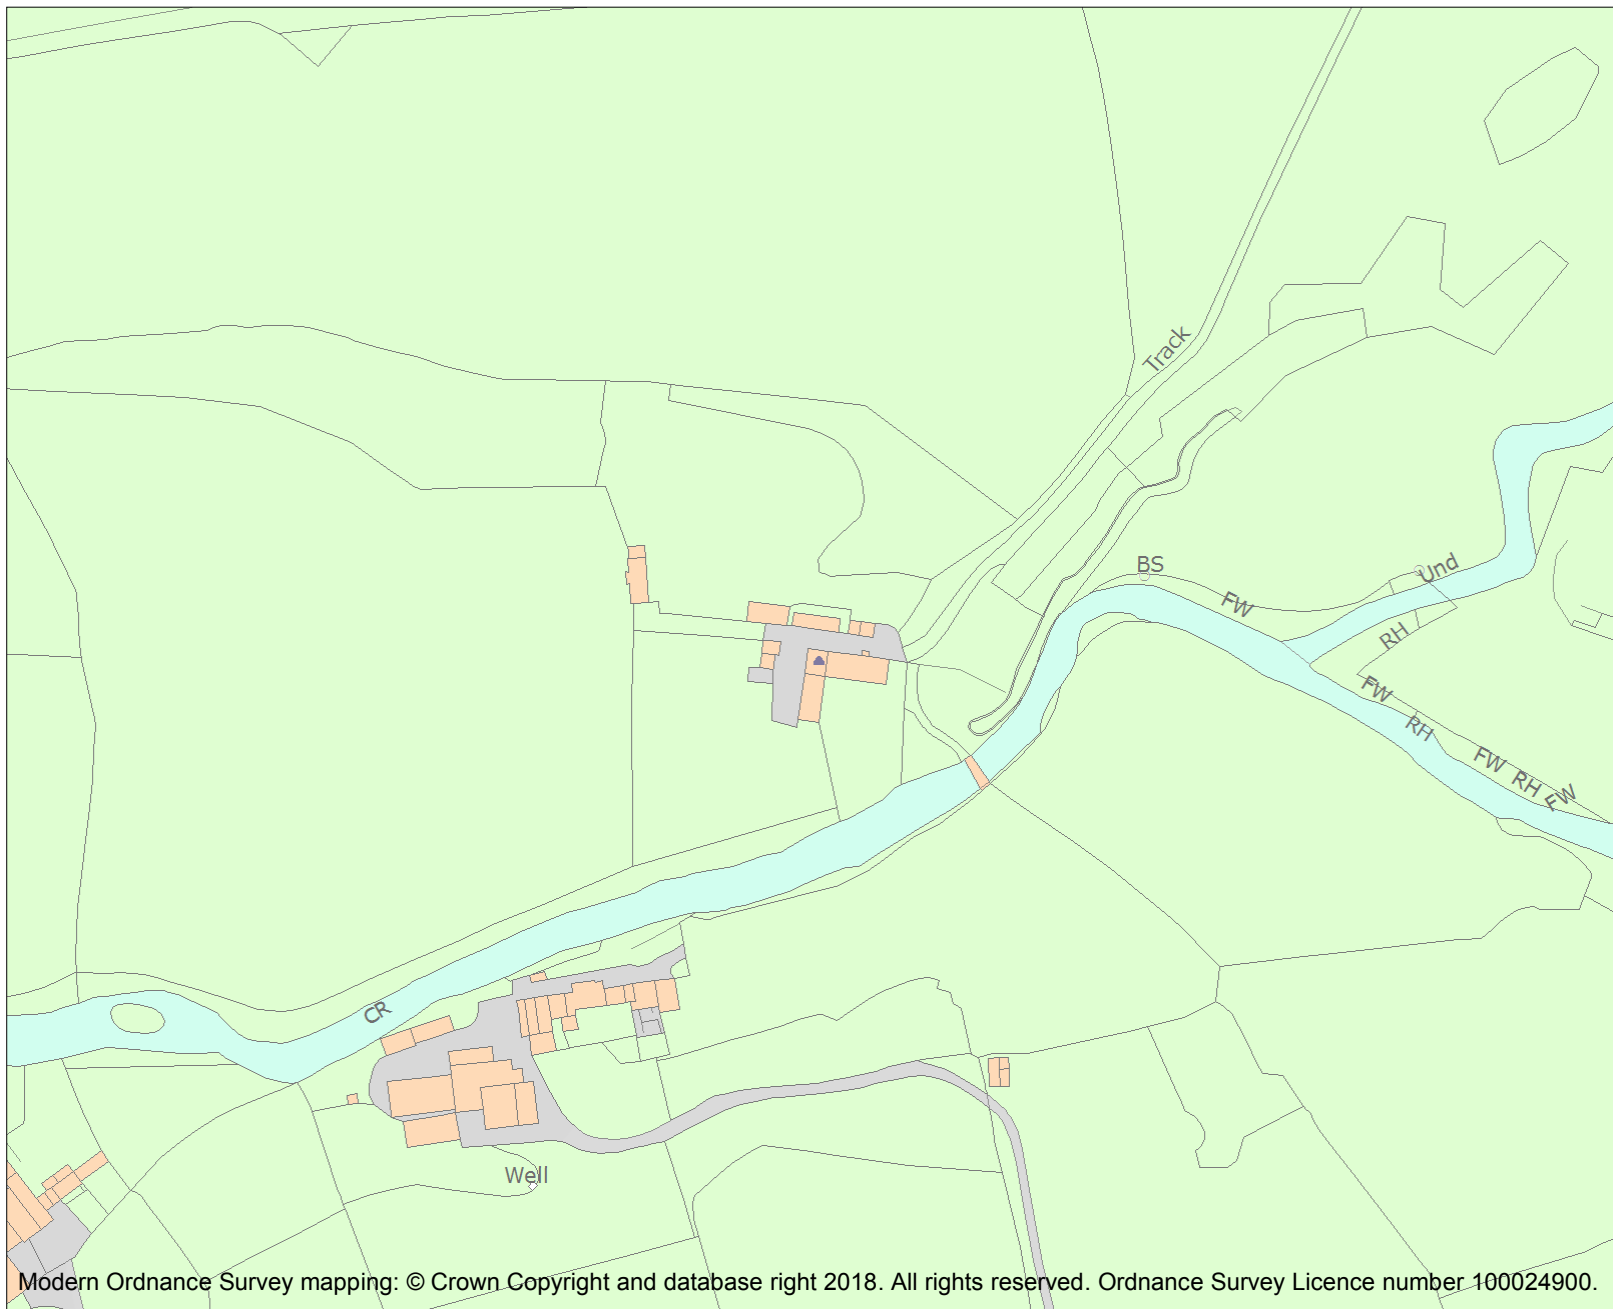 Track
BS
Und
FW
RH
FW
RH
FW
RH
FW
CR
Well
Modern Ordnance Survey mapping: © Crown Copyright and database right 2018. All rights reserved. Ordnance Survey Licence number 100024900.